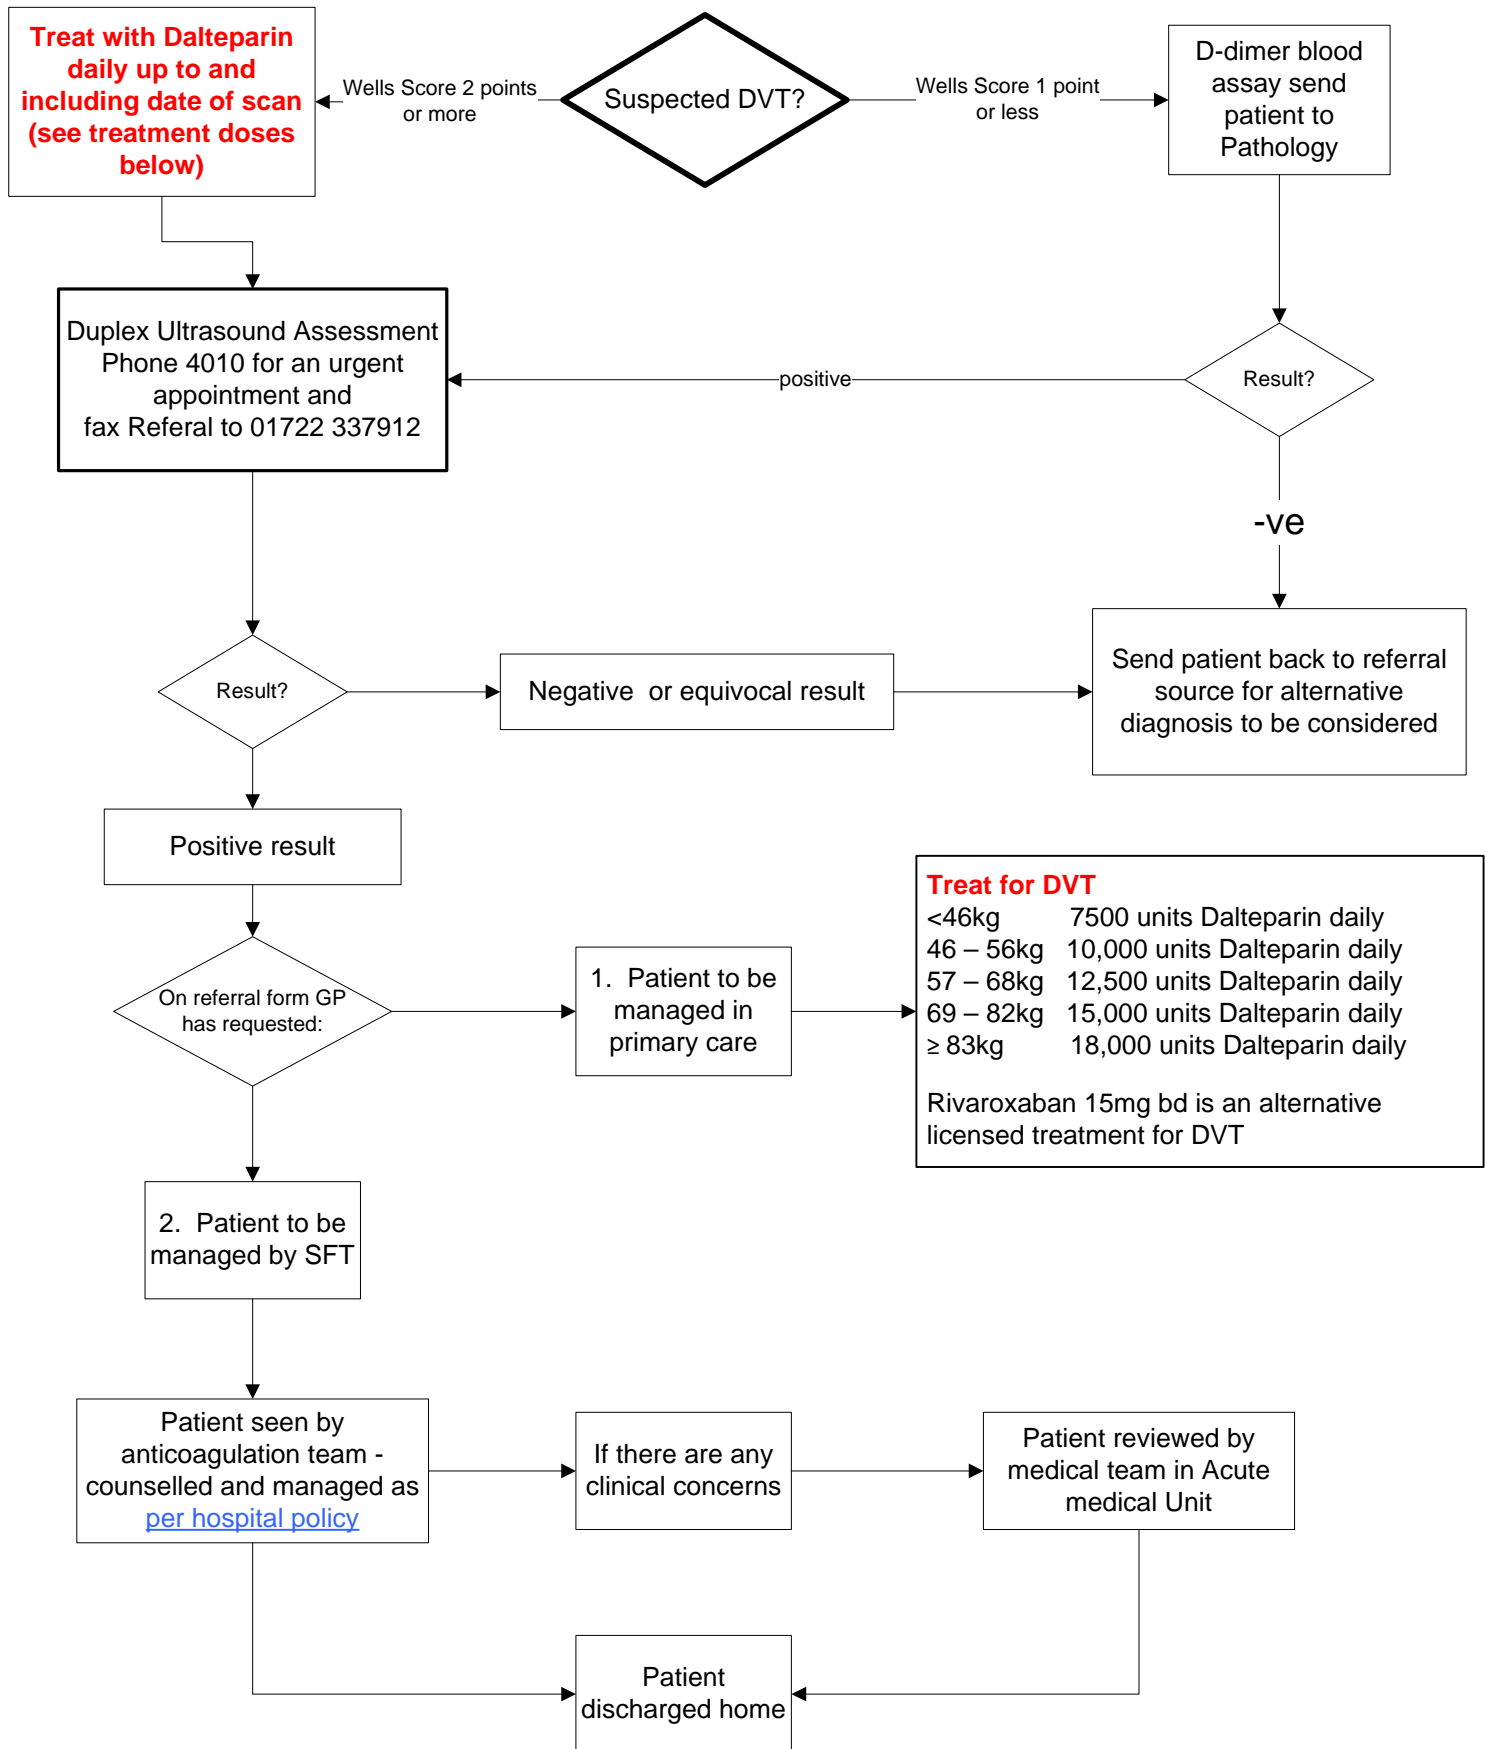 Treat with Dalteparin
daily up to and
including date of scan
(see treatment doses
below)
Wells Score 2 points
or more
Suspected DVT?
Wells Score 1 point
or less
D-dimer blood
assay send
patient to
Pathology
Duplex Ultrasound Assessment
Phone 4010 for an urgent
appointment and
fax Referal to 01722 337912
positive
Result?
-ve
Result?
Negative or equivocal result
Send patient back to referral
source for alternative
diagnosis to be considered
Positive result
On referral form GP
has requested:
1. Patient to be
managed in
primary care
Treat for DVT
<46kg 7500 units Dalteparin daily
46 – 56kg 10,000 units Dalteparin daily
57 – 68kg 12,500 units Dalteparin daily
69 – 82kg 15,000 units Dalteparin daily
≥ 83kg 18,000 units Dalteparin daily
Rivaroxaban 15mg bd is an alternative
licensed treatment for DVT
2. Patient to be
managed by SFT
Patient seen by
anticoagulation team -
counselled and managed as
per hospital policy
If there are any
clinical concerns
Patient reviewed by
medical team in Acute
medical Unit
Patient
discharged home